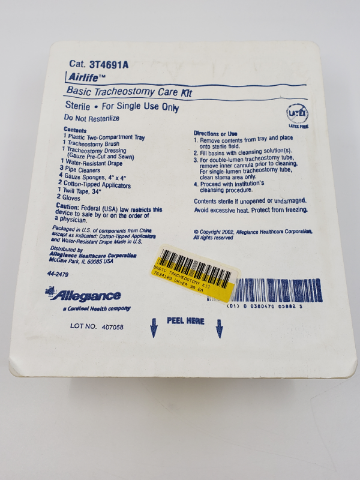 Cat. 3T4691A
Airlife™
Basic Tracheostomy Care Kit
Sterile • For Single Use Only
Do Not Resterilize
LATEX FREE
Contents
1 Plastic Two-Compartment Tray
1 Tracheostomy Brush
1 Tracheostomy Dressing
(Gauze Pre-Cut and Sewn)
1 Water-Resistant Drape
3 Pipe Cleaners
4 Gauze Sponges, 4" x 4"
2 Cotton-Tipped Applicators
1 Twill Tape, 34"
2 Gloves
Caution: Federal (USA) law restricts this
device to sale by or on the order of
a physician.
Packaged in U.S. of components from China
except as indicated: Cotton-Tipped Applicators
and Water-Resistant Drape Made in U.S.
Distributed by
Allegiance Healthcare Corporation
McGaw Park, IL 60085 USA
44-2479
Directions or Use
1. Remove contents from tray and place
onto sterile field.
2. Fill basins with cleansing solution(s).
3. For double-lumen tracheostomy tube,
remove inner cannula prior to cleaning.
For single lumen tracheostomy tube,
clean stoma area only.
4. Proceed with institution's
cleansing procedure.
Contents sterile if unopened or undamaged.
Avoid excessive heat. Protect from freezing.
© Copyright 2002, Allegiance Healthcare Corporation
All rights reserved
Allegiance
a Cardinal Health company
LOT NO. 407068
PEEL HERE